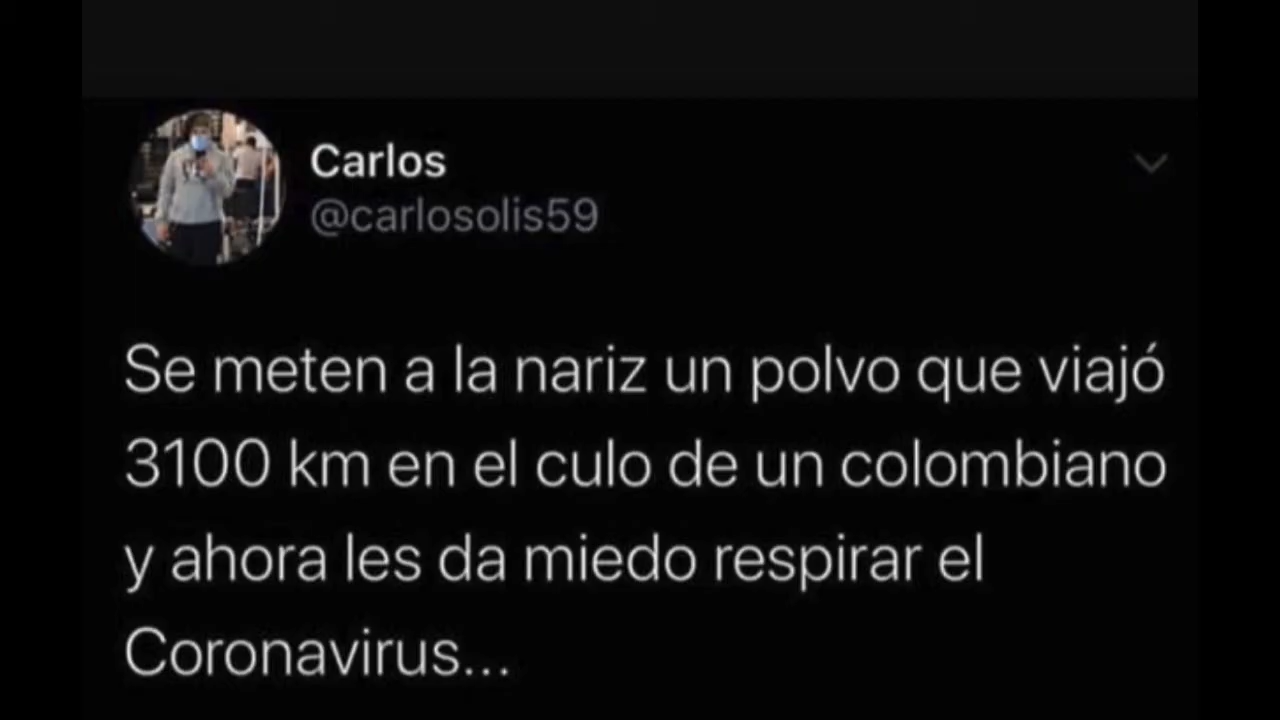 Carlos
@carlosolis59
Se meten a la nariz un polvo que viajó
3100 km en el culo de un colombiano
y ahora les da miedo respirar el
Coronavirus...